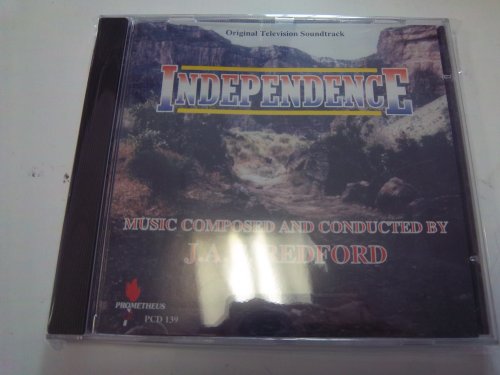 Original Television Soundtrack
INDEPENDENCE
MUSIC COMPOSED AND CONDUCTED BY
J.A. REDFORD
PROMETHEUS
PCD 139